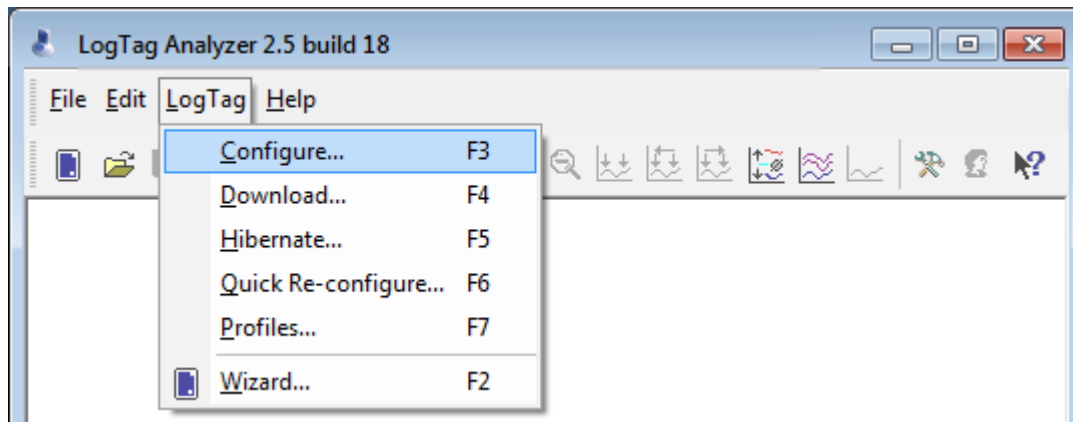 LogTag Analyzer 2.5 build 18
File Edit LogTag Help
Configure... F3
Download... F4
Hibernate... F5
Quick Re-configure... F6
Profiles... F7
Wizard... F2